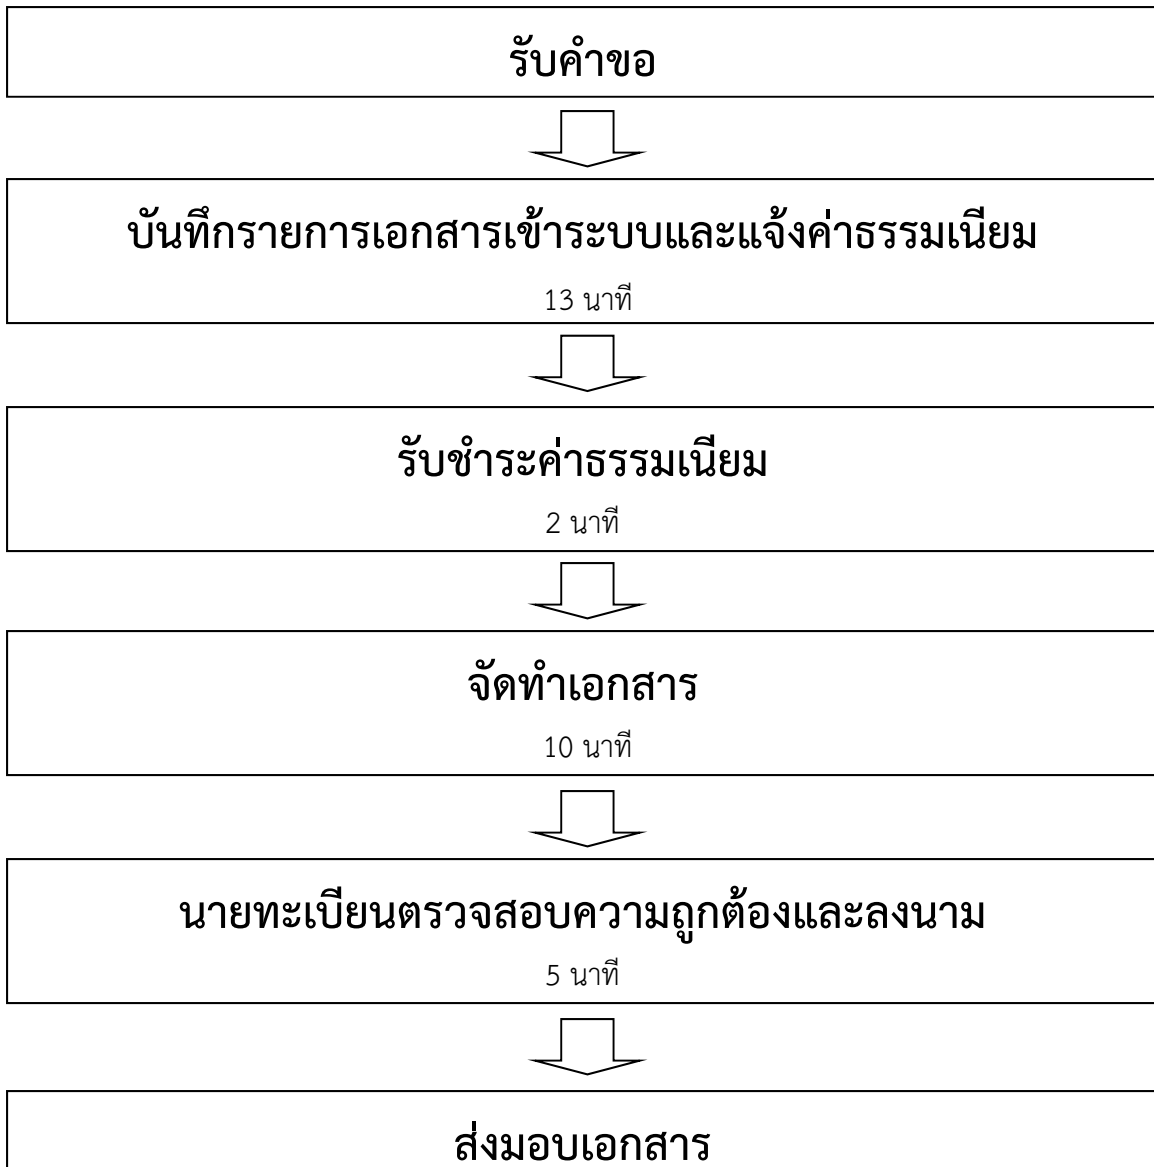 รับคำขอ
บันทึกรายการเอกสารเข้าระบบและแจ้งค่าธรรมเนียม
13 นาที
รับชำระค่าธรรมเนียม
2 นาที
จัดทำเอกสาร
10 นาที
นายทะเบียนตรวจสอบความถูกต้องและลงนาม
5 นาที
ส่งมอบเอกสาร